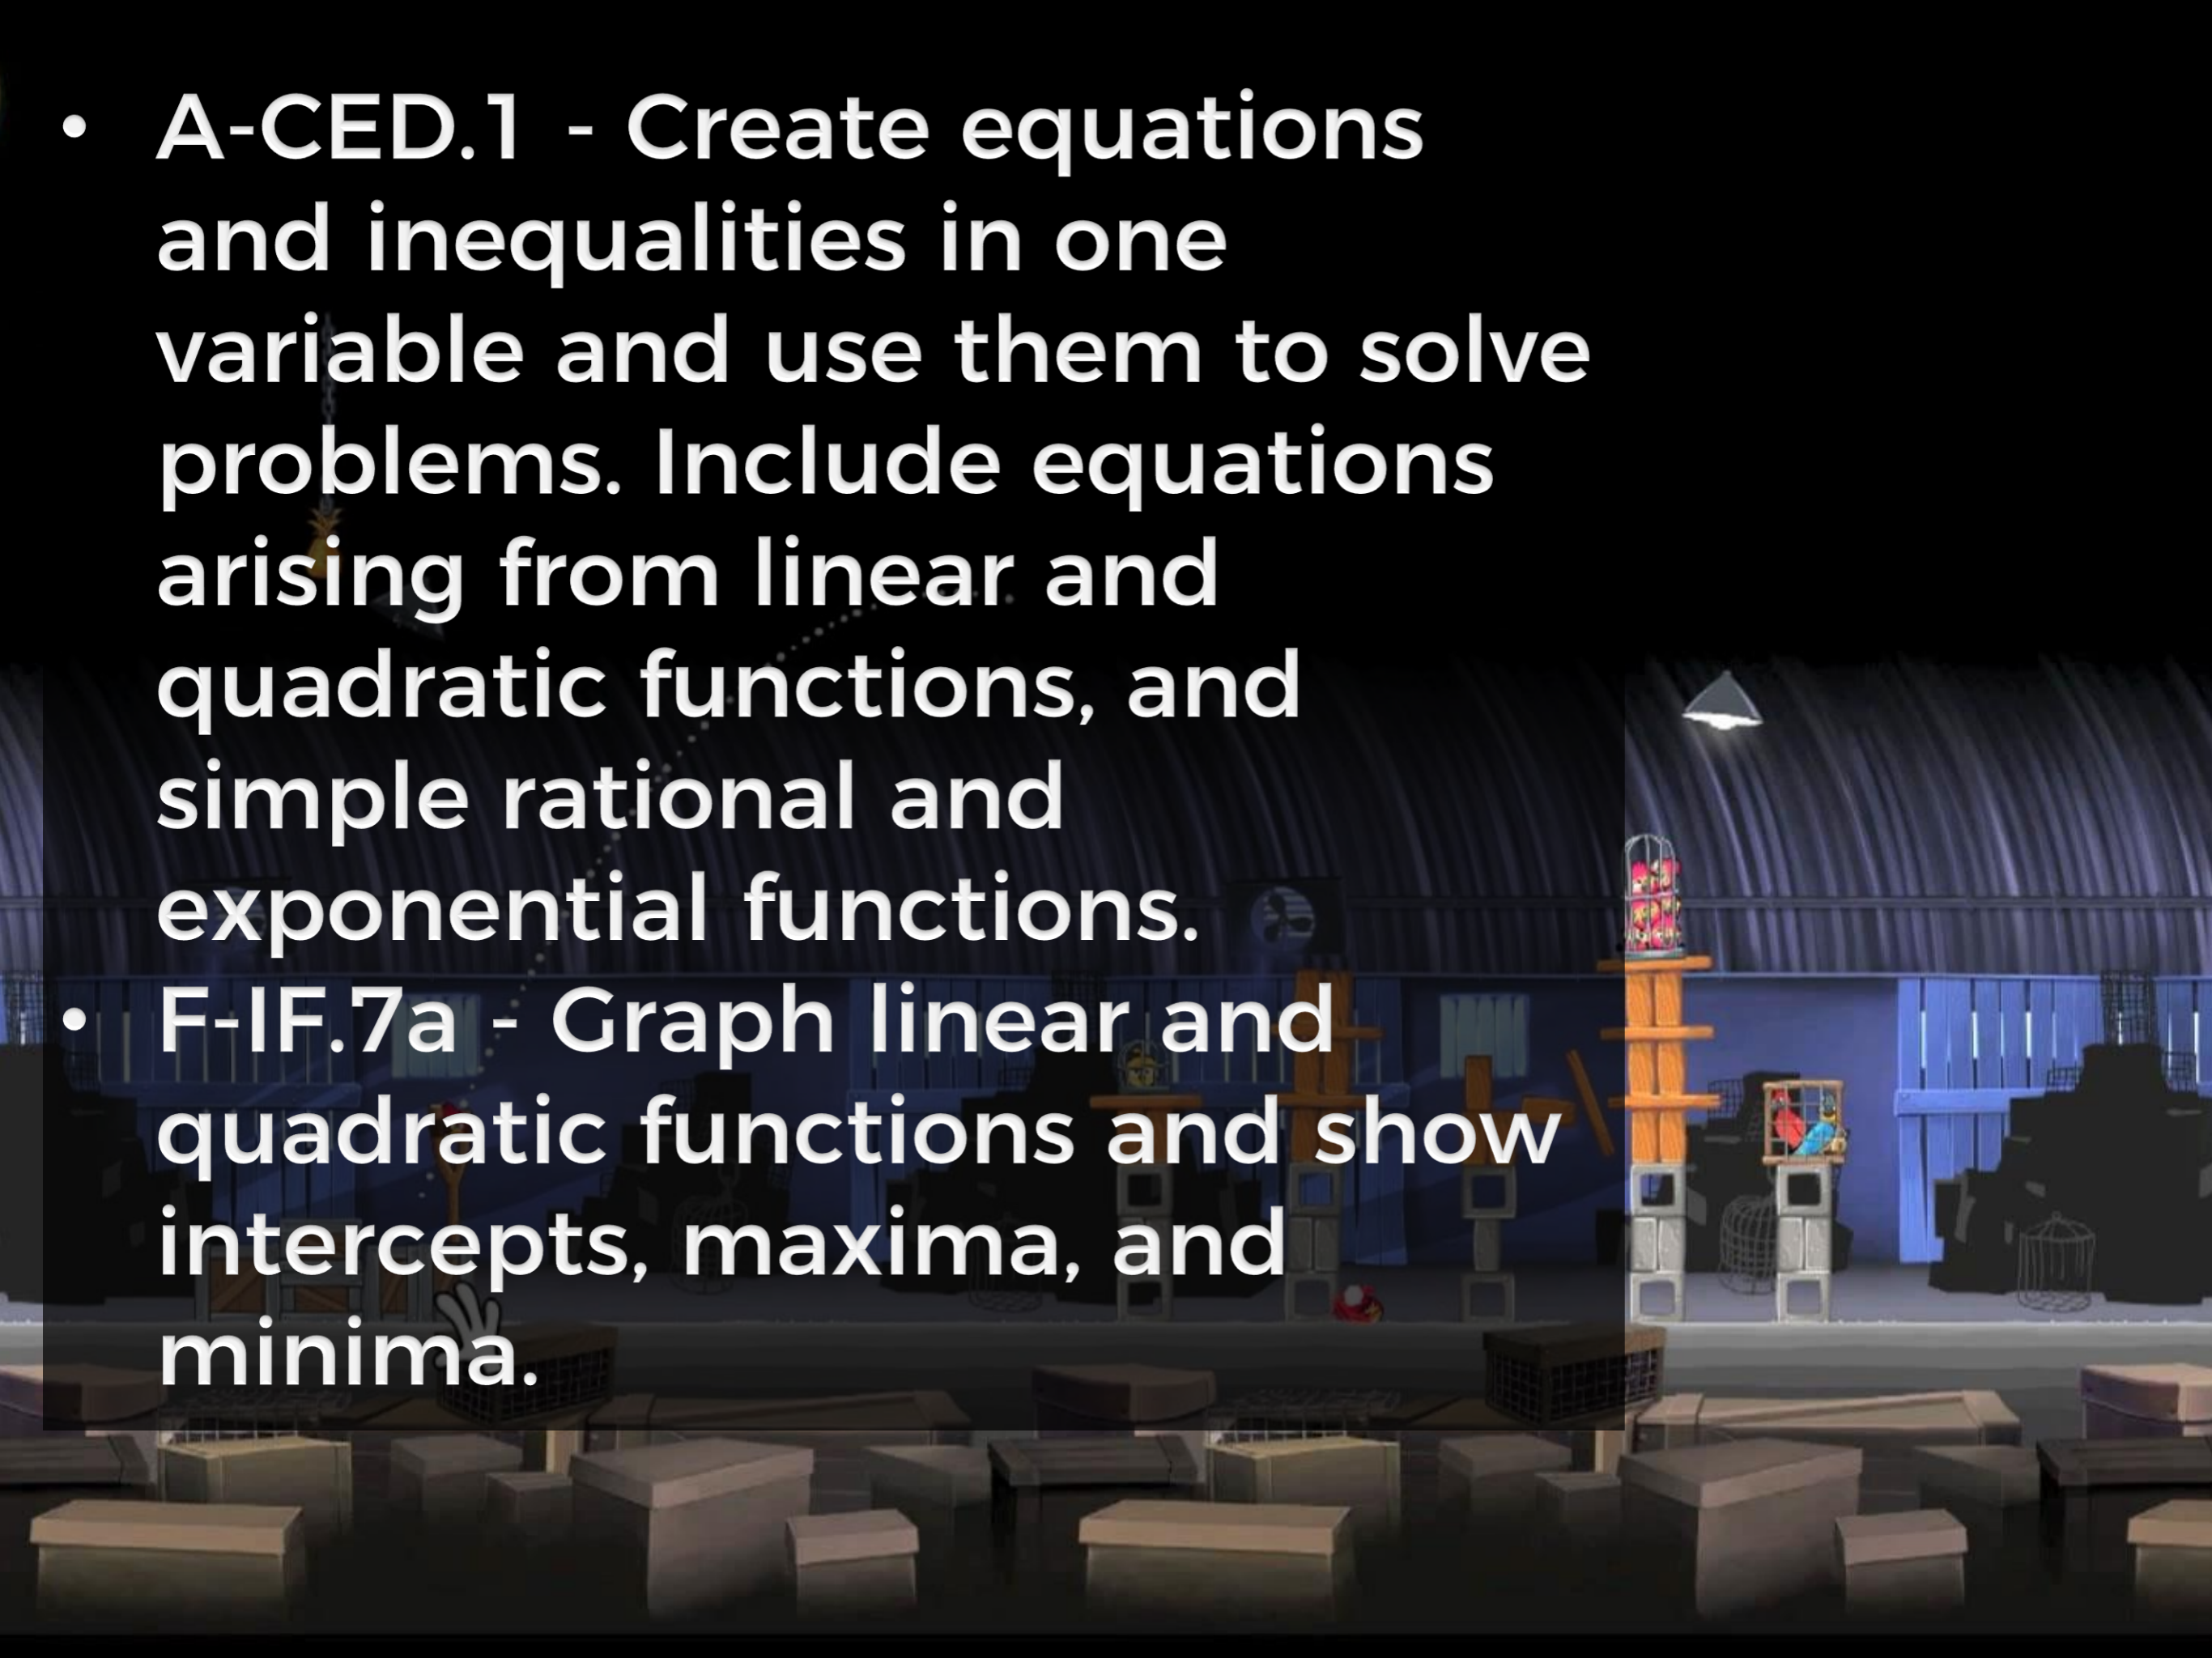 • A-CED.1 - Create equations
and inequalities in one
variable and use them to solve
problems. Include equations
arising from linear and
quadratic functions, and
simple rational and
exponential functions.
• F-IF.7a - Graph linear and
quadratic functions and show
intercepts, maxima, and
minima.